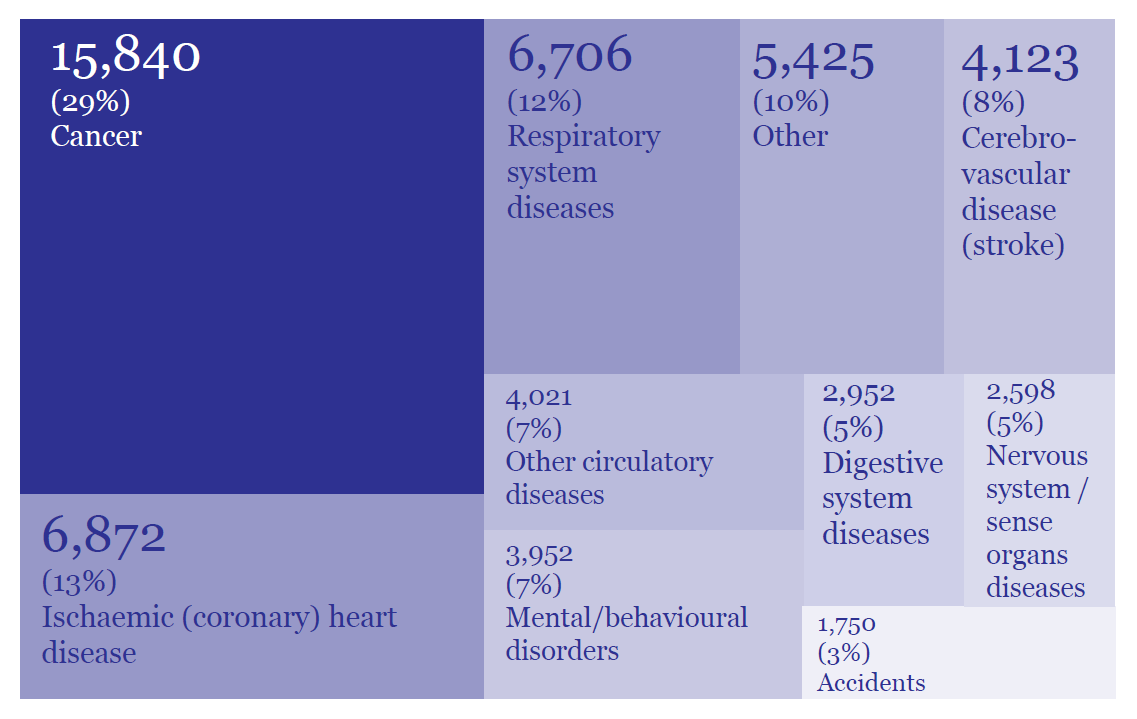 15,840
(29%)
Cancer
6,706
(12%)
Respiratory
system
diseases
5,425
(10%)
Other
4,123
(8%)
Cerebro-
vascular
disease
(stroke)
6,872
(13%)
Ischaemic (coronary) heart
disease
4,021
(7%)
Other circulatory
diseases
3,952
(7%)
Mental/behavioural
disorders
2,952
(5%)
Digestive
system
diseases
2,598
(5%)
Nervous
system /
sense
organs
diseases
1,750
(3%)
Accidents